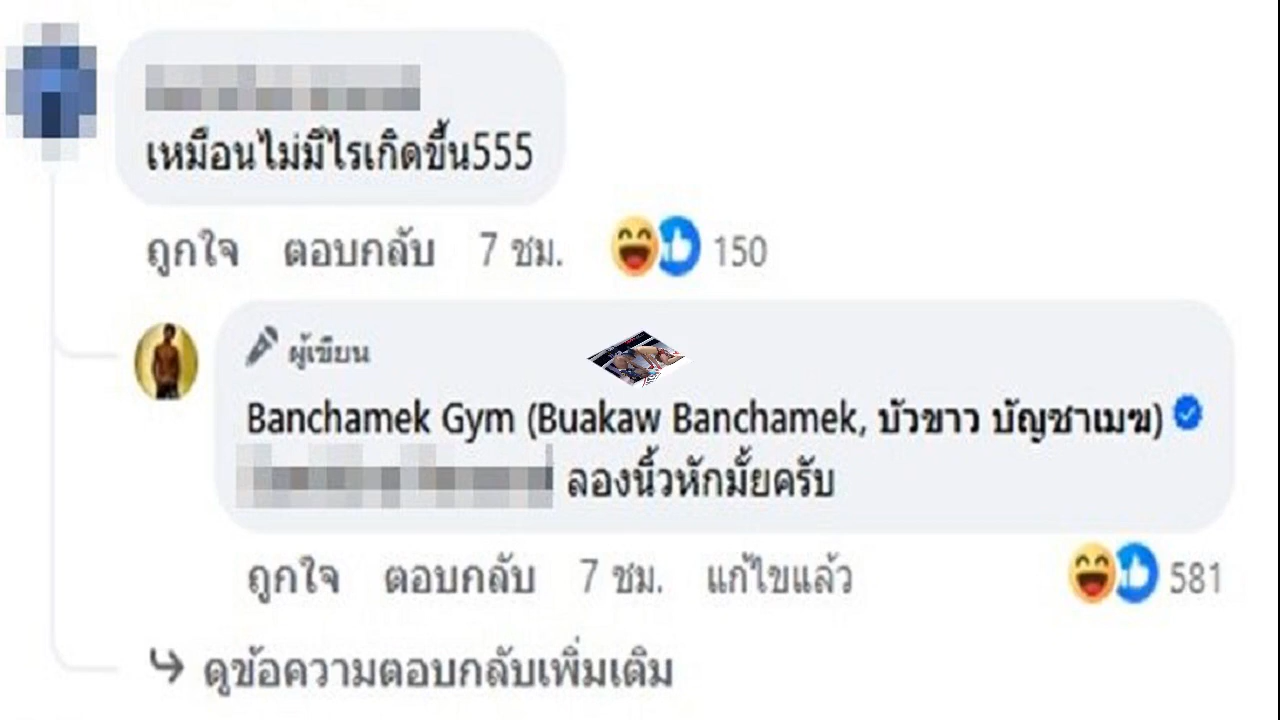 เหมือนไม่มีไรเกิดขึ้น555
ถูกใจ ตอบกลับ 7 ชม. 150
ผู้เขียน
Banchamek Gym (Buakaw Banchamek, บัวขาว บัญชาเมฆ)
ลองนิ้วหักมั้ยครับ
ถูกใจ ตอบกลับ 7 ชม. แก้ไขแล้ว 581
ดูข้อความตอบกลับเพิ่มเติม